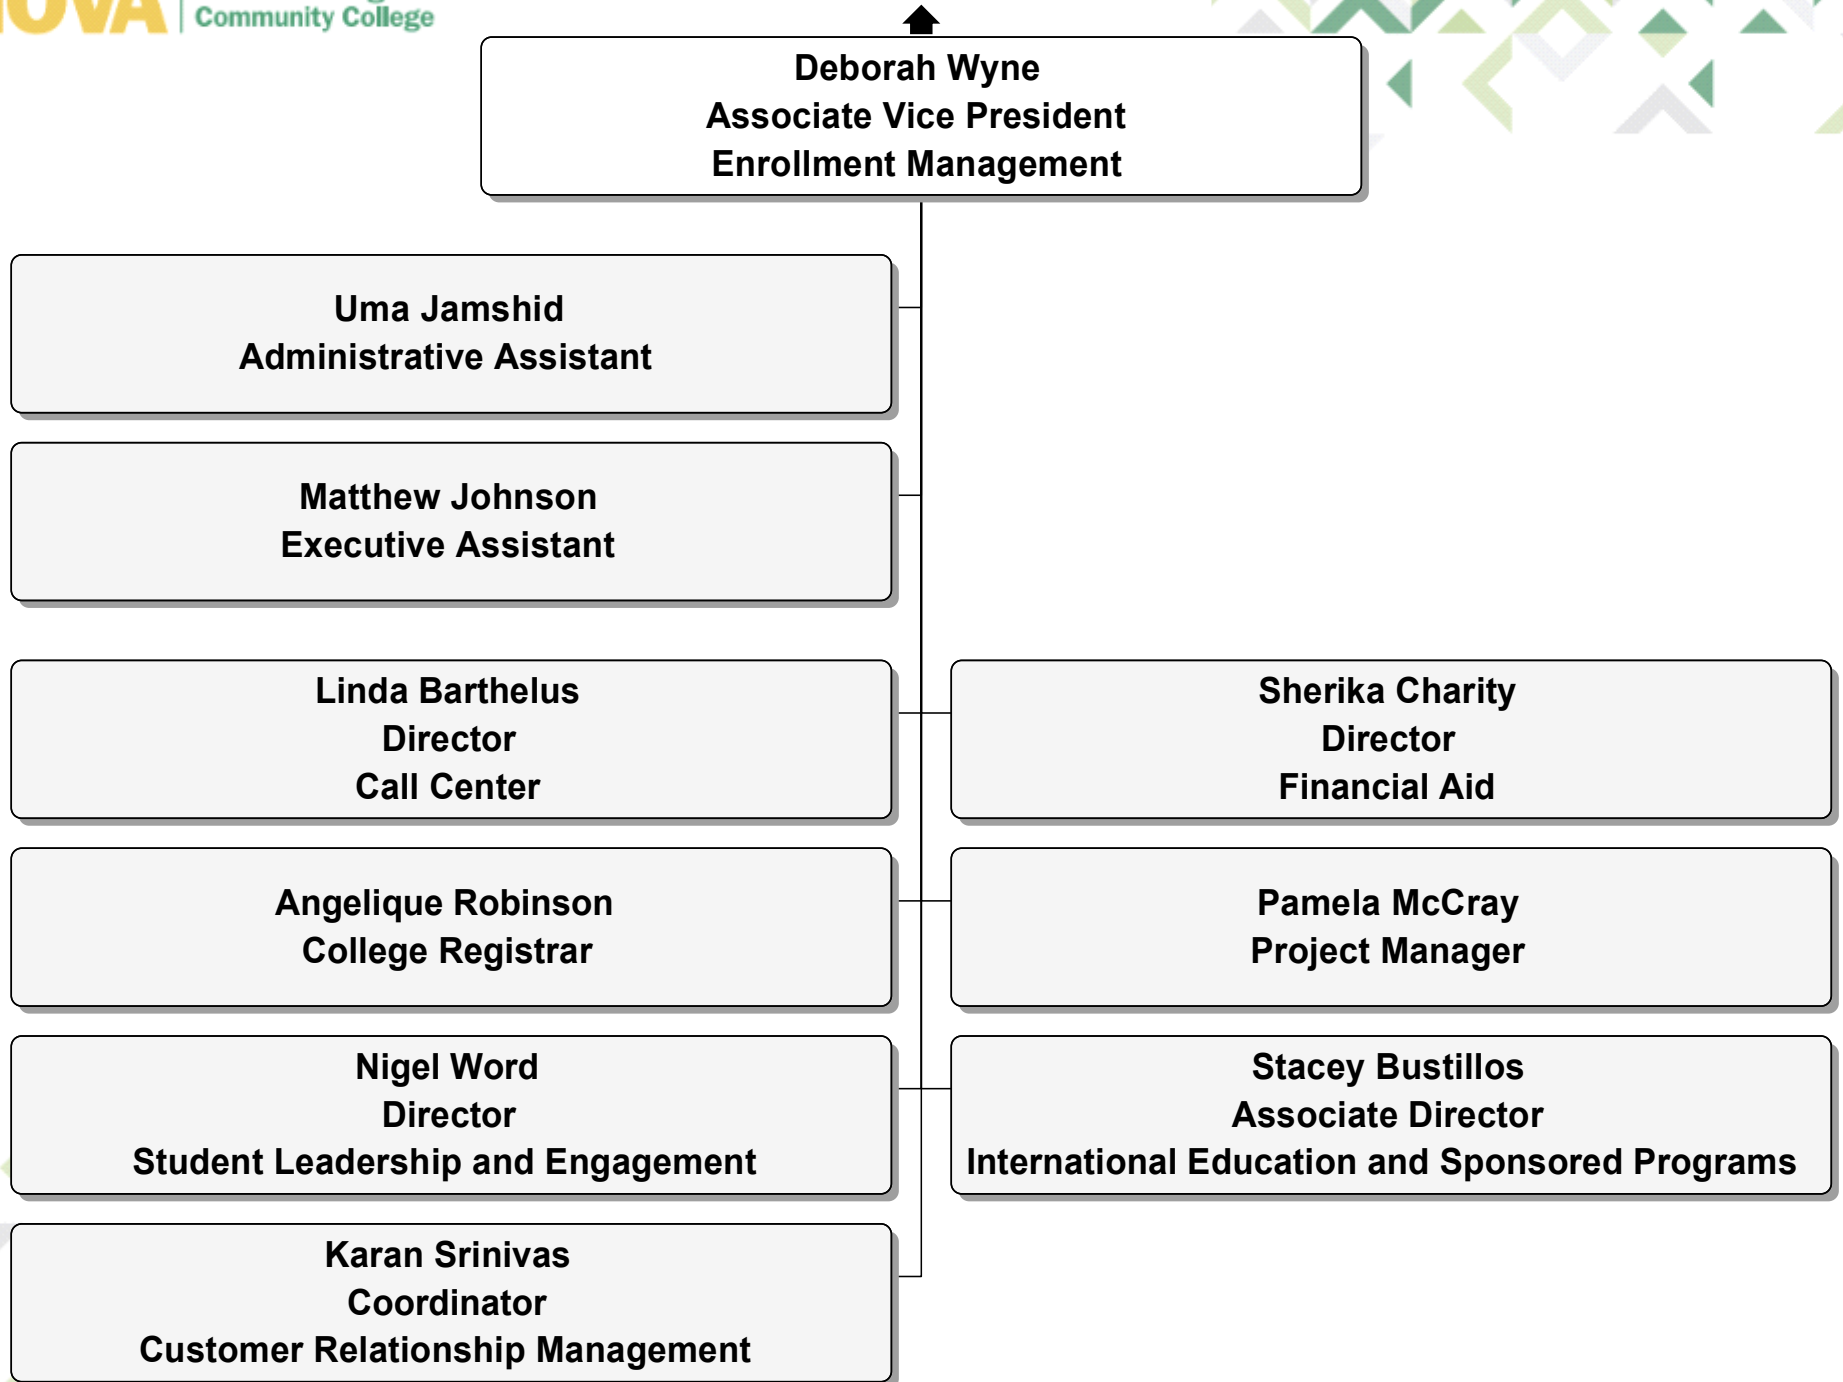 NOVA
Community College
Deborah Wyne
Associate Vice President
Enrollment Management
Uma Jamshid
Administrative Assistant
Matthew Johnson
Executive Assistant
Linda Barthelus
Director
Call Center
Sherika Charity
Director
Financial Aid
Angelique Robinson
College Registrar
Pamela McCray
Project Manager
Nigel Word
Director
Student Leadership and Engagement
Stacey Bustillos
Associate Director
International Education and Sponsored Programs
Karan Srinivas
Coordinator
Customer Relationship Management